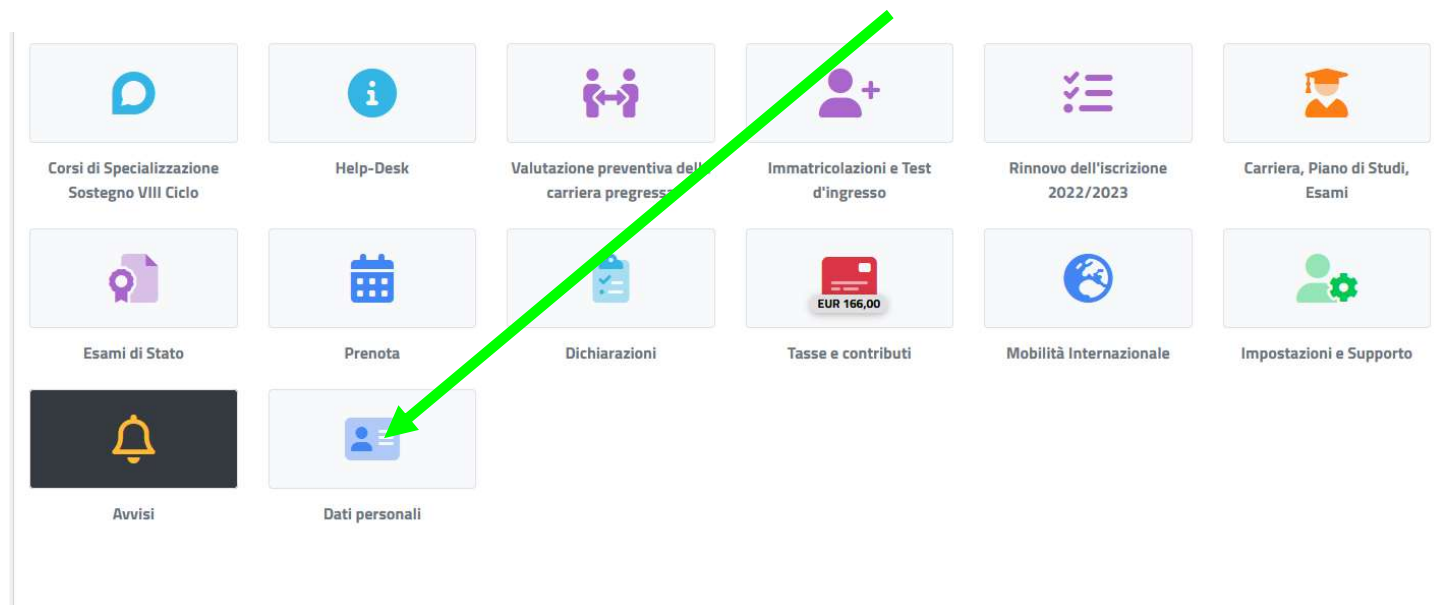 Corsi di Specializzazione
Sostegno VIII Ciclo
Help-Desk
Valutazione preventiva della
carriera pregressa
Immatricolazioni e Test
d'ingresso
Rinnovo dell'iscrizione
2022/2023
Carriera, Piano di Studi,
Esami
Esami di Stato
Prenota
Dichiarazioni
EUR 166,00
Tasse e contributi
Mobilità Internazionale
Impostazioni e Supporto
Avvisi
Dati personali